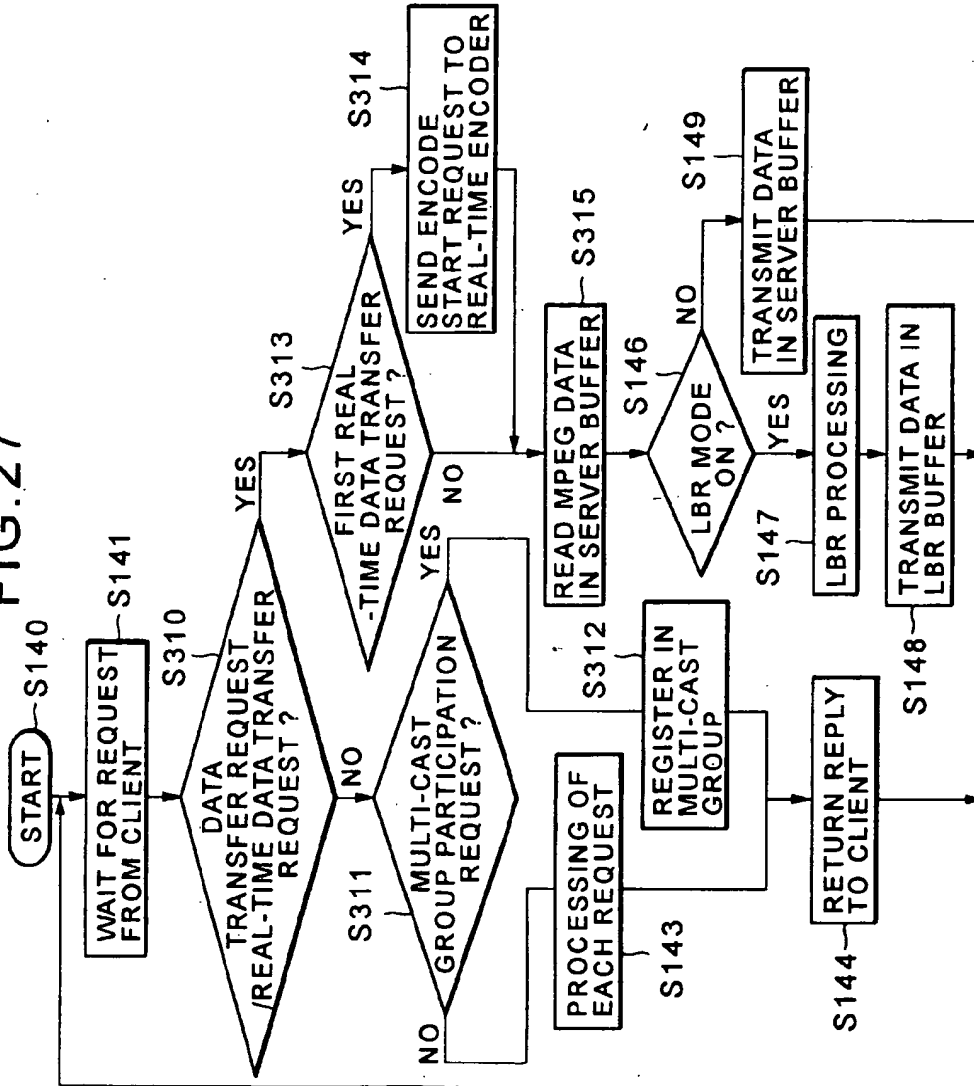 FIG.27
START
S140
WAIT FOR REQUEST
FROM CLIENT
S141
DATA
TRANSFER REQUEST
/REAL-TIME DATA TRANSFER
REQUEST ?
S310
YES
NO
MULTI-CAST
GROUP PARTICIPATION
REQUEST ?
S311
YES
NO
FIRST REAL
-TIME DATA TRANSFER
REQUEST ?
S313
YES
NO
SEND ENCODE
START REQUEST TO
REAL-TIME ENCODER
S314
READ MPEG DATA
IN SERVER BUFFER
S315
LBR MODE
ON ?
S146
NO
YES
TRANSMIT DATA
IN SERVER BUFFER
S149
LBR PROCESSING
S147
TRANSMIT DATA IN
LBR BUFFER
S148
REGISTER IN
MULTI-CAST
GROUP
S312
PROCESSING OF
EACH REQUEST
S143
RETURN REPLY
TO CLIENT
S144